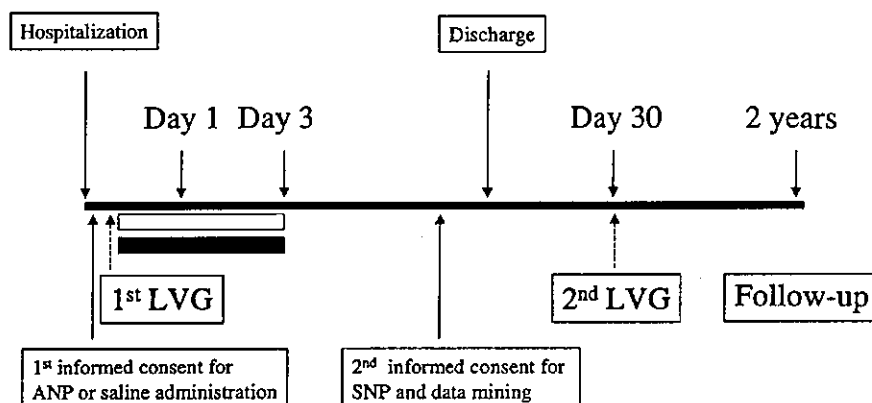 Hospitalization
Discharge
Day 1
Day 3
Day 30
2 years
1st LVG
2nd LVG
Follow-up
1st informed consent for
ANP or saline administration
2nd informed consent for
SNP and data mining